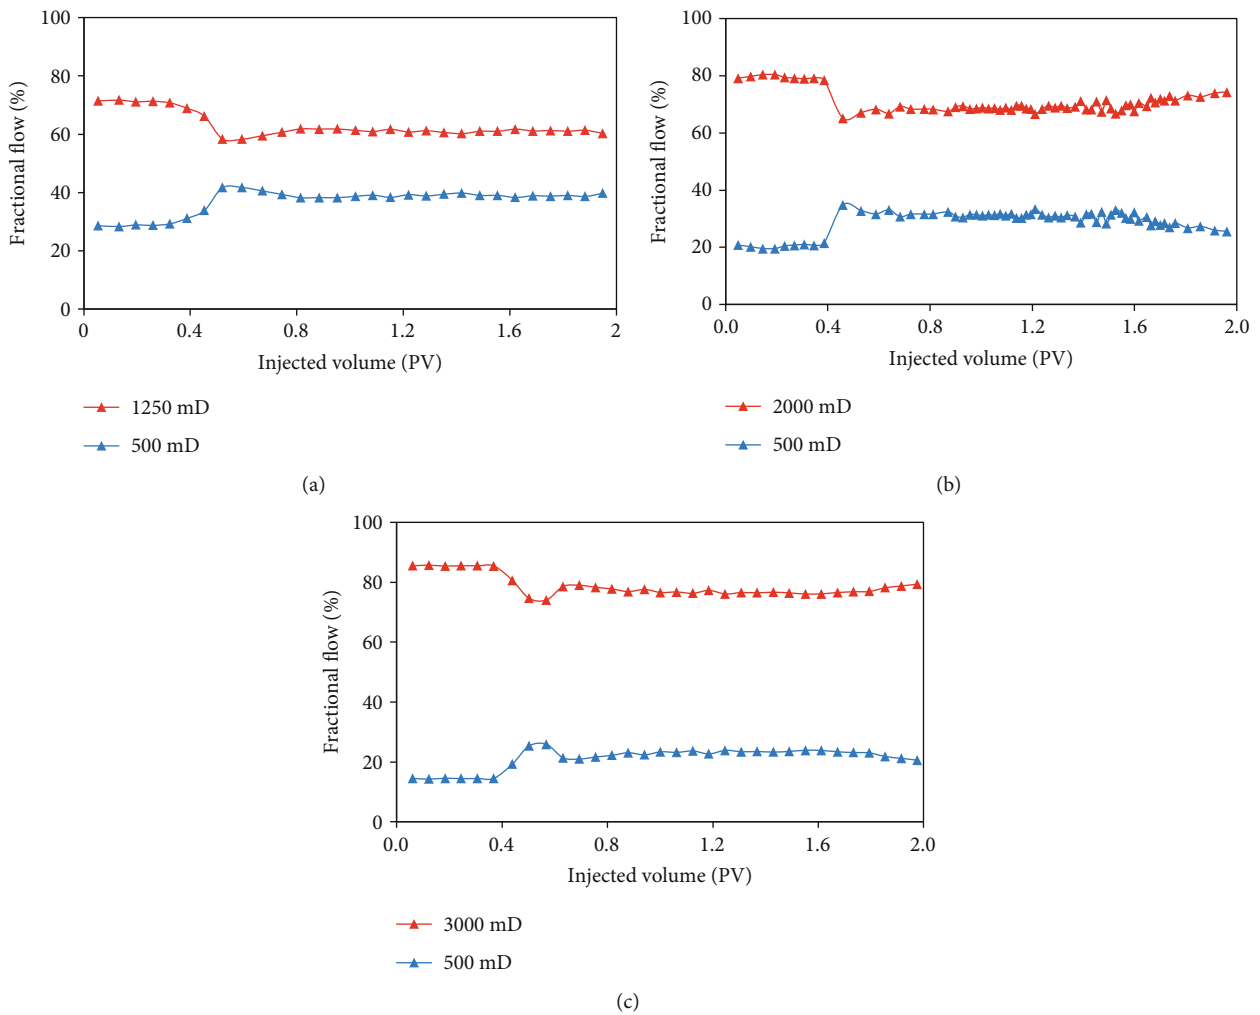 100
80
60
40
20
0
Fractional flow (%)
0 0.4 0.8 1.2 1.6 2
Injected volume (PV)
1250 mD
500 mD
(a)
100
80
60
40
20
0
Fractional flow (%)
0.0 0.4 0.8 1.2 1.6 2.0
Injected volume (PV)
2000 mD
500 mD
(b)
100
80
60
40
20
0
Fractional flow (%)
0.0 0.4 0.8 1.2 1.6 2.0
Injected volume (PV)
3000 mD
500 mD
(c)